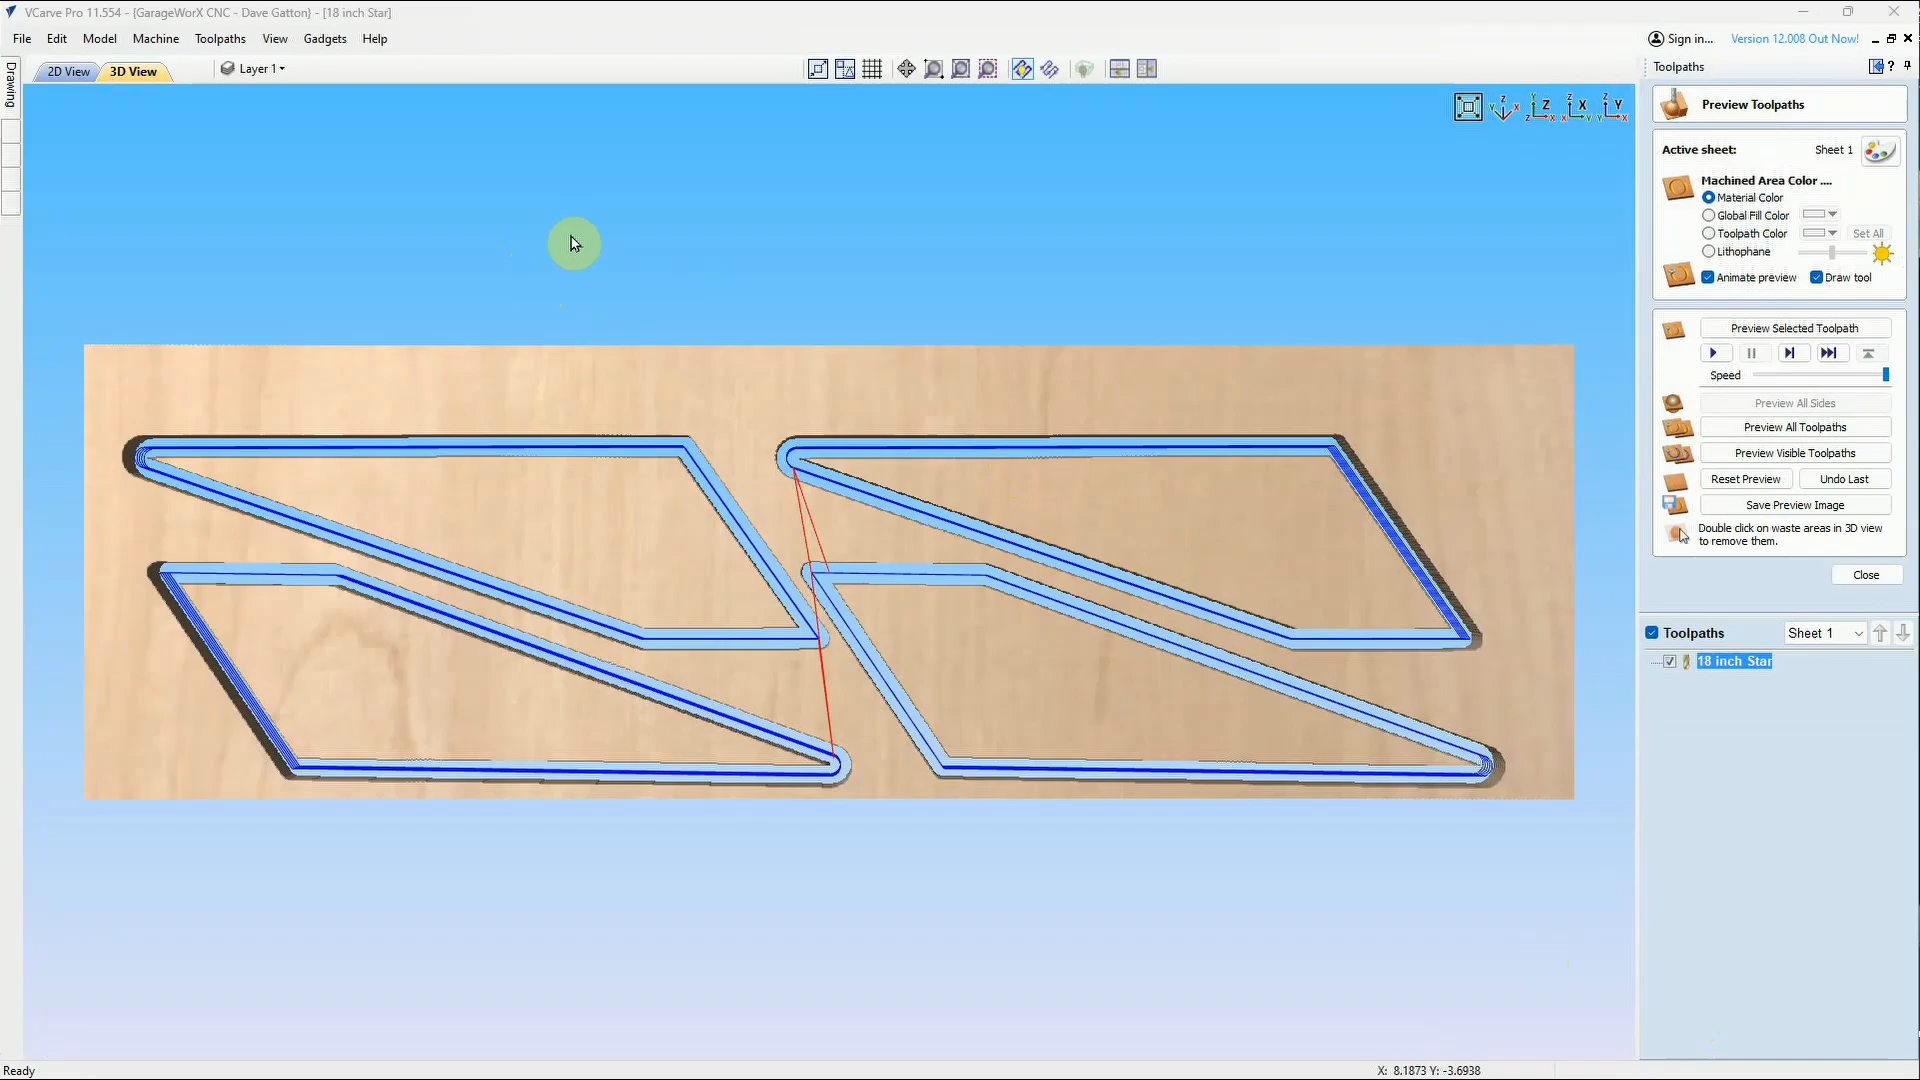 VCarve Pro 11.554 - {GarageWorX CNC - Dave Gatton} - [18 inch Star]
File Edit Model Machine Toolpaths View Gadgets Help
Sign in... Version 12.008 Out Now!
Drawing
2D View 3D View Layer 1
Toolpaths
Preview Toolpaths
Active sheet: Sheet 1
Machined Area Color ....
Material Color
Global Fill Color
Toolpath Color Set All
Lithophane
Animate preview Draw tool
Preview Selected Toolpath
Speed
Preview All Sides
Preview All Toolpaths
Preview Visible Toolpaths
Reset Preview Undo Last
Save Preview Image
Double click on waste areas in 3D view
to remove them.
Close
Toolpaths Sheet 1
18 inch Star
Ready X: 8.1873 Y: -3.6938